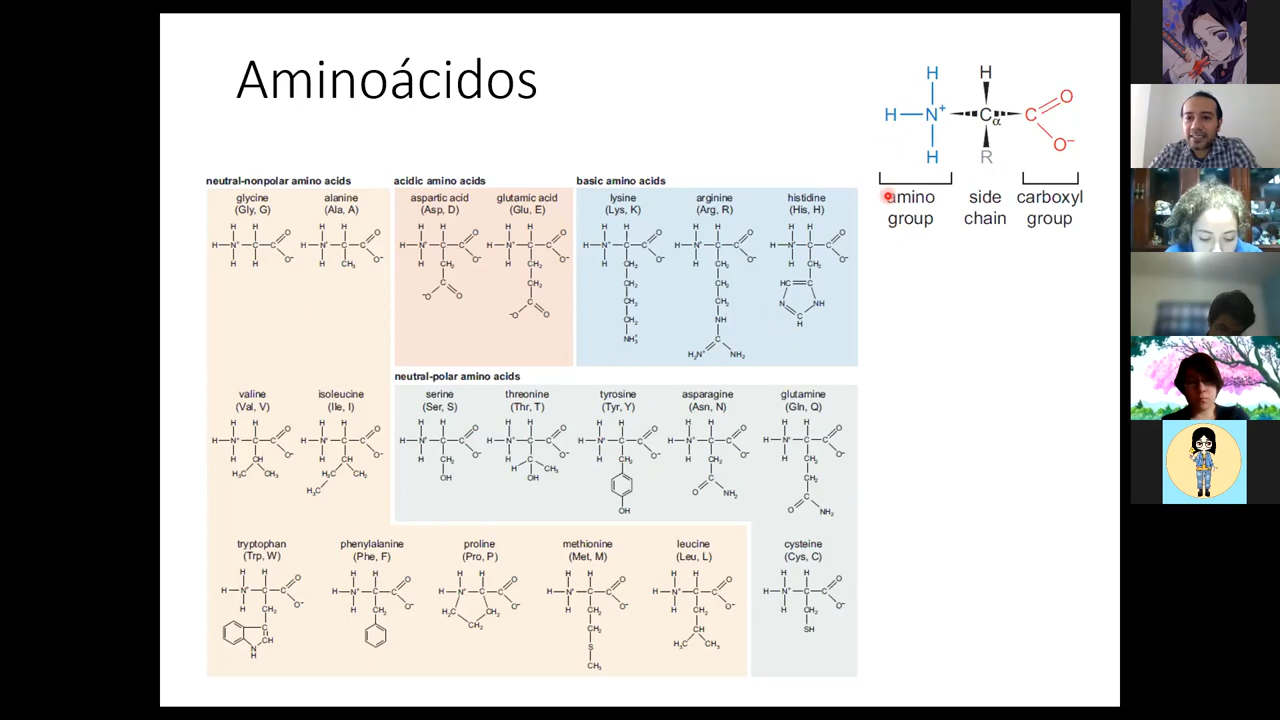 Aminoácidos
H H
H N+ Cα C O
H R O−
amino side carboxyl
group chain group
neutral-nonpolar amino acids acidic amino acids basic amino acids
glycine alanine aspartic acid glutamic acid lysine arginine histidine
(Gly, G) (Ala, A) (Asp, D) (Glu, E) (Lys, K) (Arg, R) (His, H)
neutral-polar amino acids
valine isoleucine serine threonine tyrosine asparagine glutamine
(Val, V) (Ile, I) (Ser, S) (Thr, T) (Tyr, Y) (Asn, N) (Gln, Q)
tryptophan phenylalanine proline methionine leucine cysteine
(Trp, W) (Phe, F) (Pro, P) (Met, M) (Leu, L) (Cys, C)